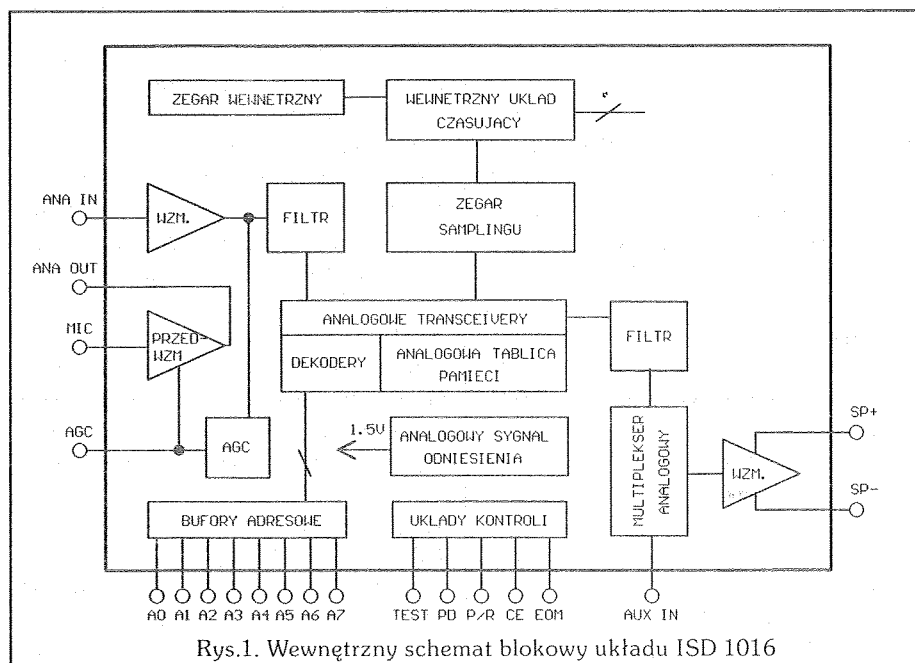 ZEGAR WEWNETRZNY
WEWNETRZNY UKLAD
CZASUJACY
ANA IN
WZM.
FILTR
ZEGAR
SAMPLINGU
ANA OUT
MIC
PRZED-
WZM
ANALOGOWE TRANSCEIVERY
DEKODERY
ANALOGOWA TABLICA
PAMIECI
FILTR
AGC
AGC
1.5V
ANALOGOWY SYGNAL
ODNIESIENIA
MULTIPLEKSER
ANALOGOWY
WZM.
SP+
SP-
BUFORY ADRESOWE
UKLADY KONTROLI
A0 A1 A2 A3 A4 A5 A6 A7
TEST PD P/R CE EOM
AUX IN
Rys.1. Wewnętrzny schemat blokowy układu ISD 1016